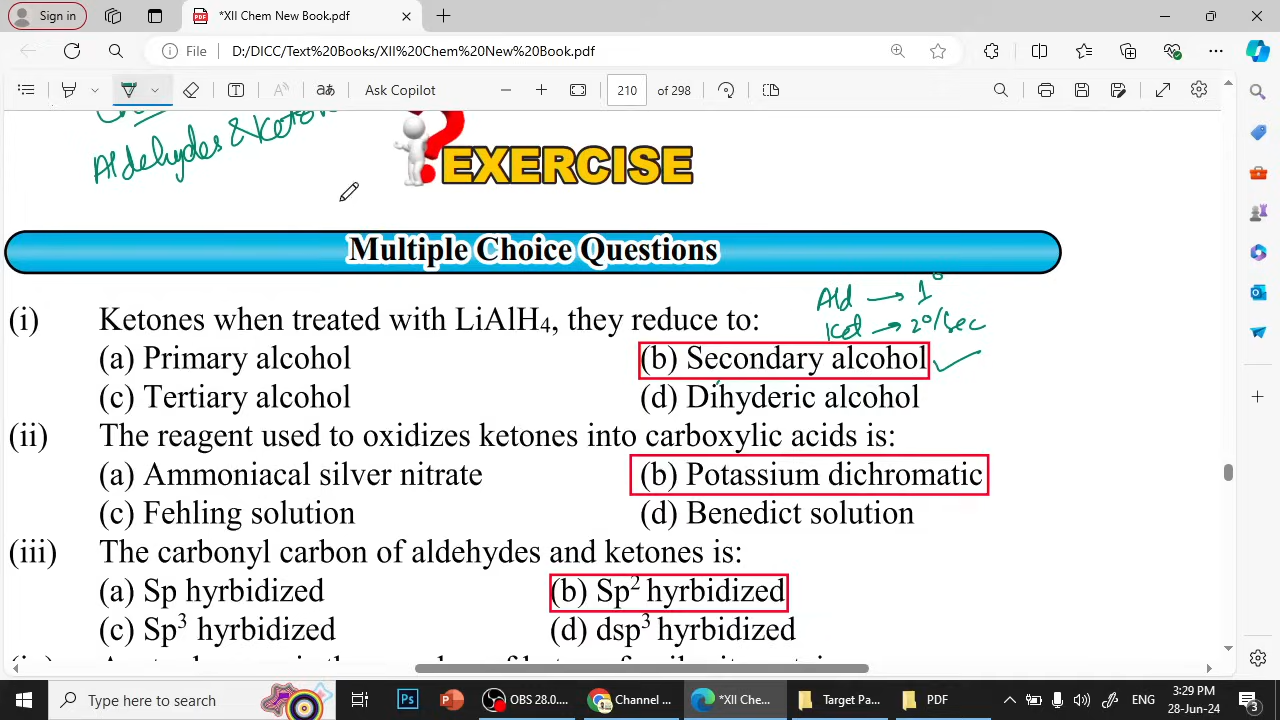 Sign in
*XII Chem New Book.pdf
File
D:/DICC/Text%20Books/XII%20Chem%20New%20Book.pdf
Ask Copilot
210 of 298
Aldehydes &
EXERCISE
Multiple Choice Questions
Ald → 1°
Ket → 2°/Sec
(i) Ketones when treated with LiAlH4, they reduce to:
(a) Primary alcohol (b) Secondary alcohol
(c) Tertiary alcohol (d) Dihyderic alcohol
(ii) The reagent used to oxidizes ketones into carboxylic acids is:
(a) Ammoniacal silver nitrate (b) Potassium dichromatic
(c) Fehling solution (d) Benedict solution
(iii) The carbonyl carbon of aldehydes and ketones is:
(a) Sp hyrbidized (b) Sp2 hyrbidized
(c) Sp3 hyrbidized (d) dsp3 hyrbidized
Type here to search
Ps
OBS 28.0....
Channel ...
*XII Che...
Target Pa...
PDF
ENG
3:29 PM
28-Jun-24
3